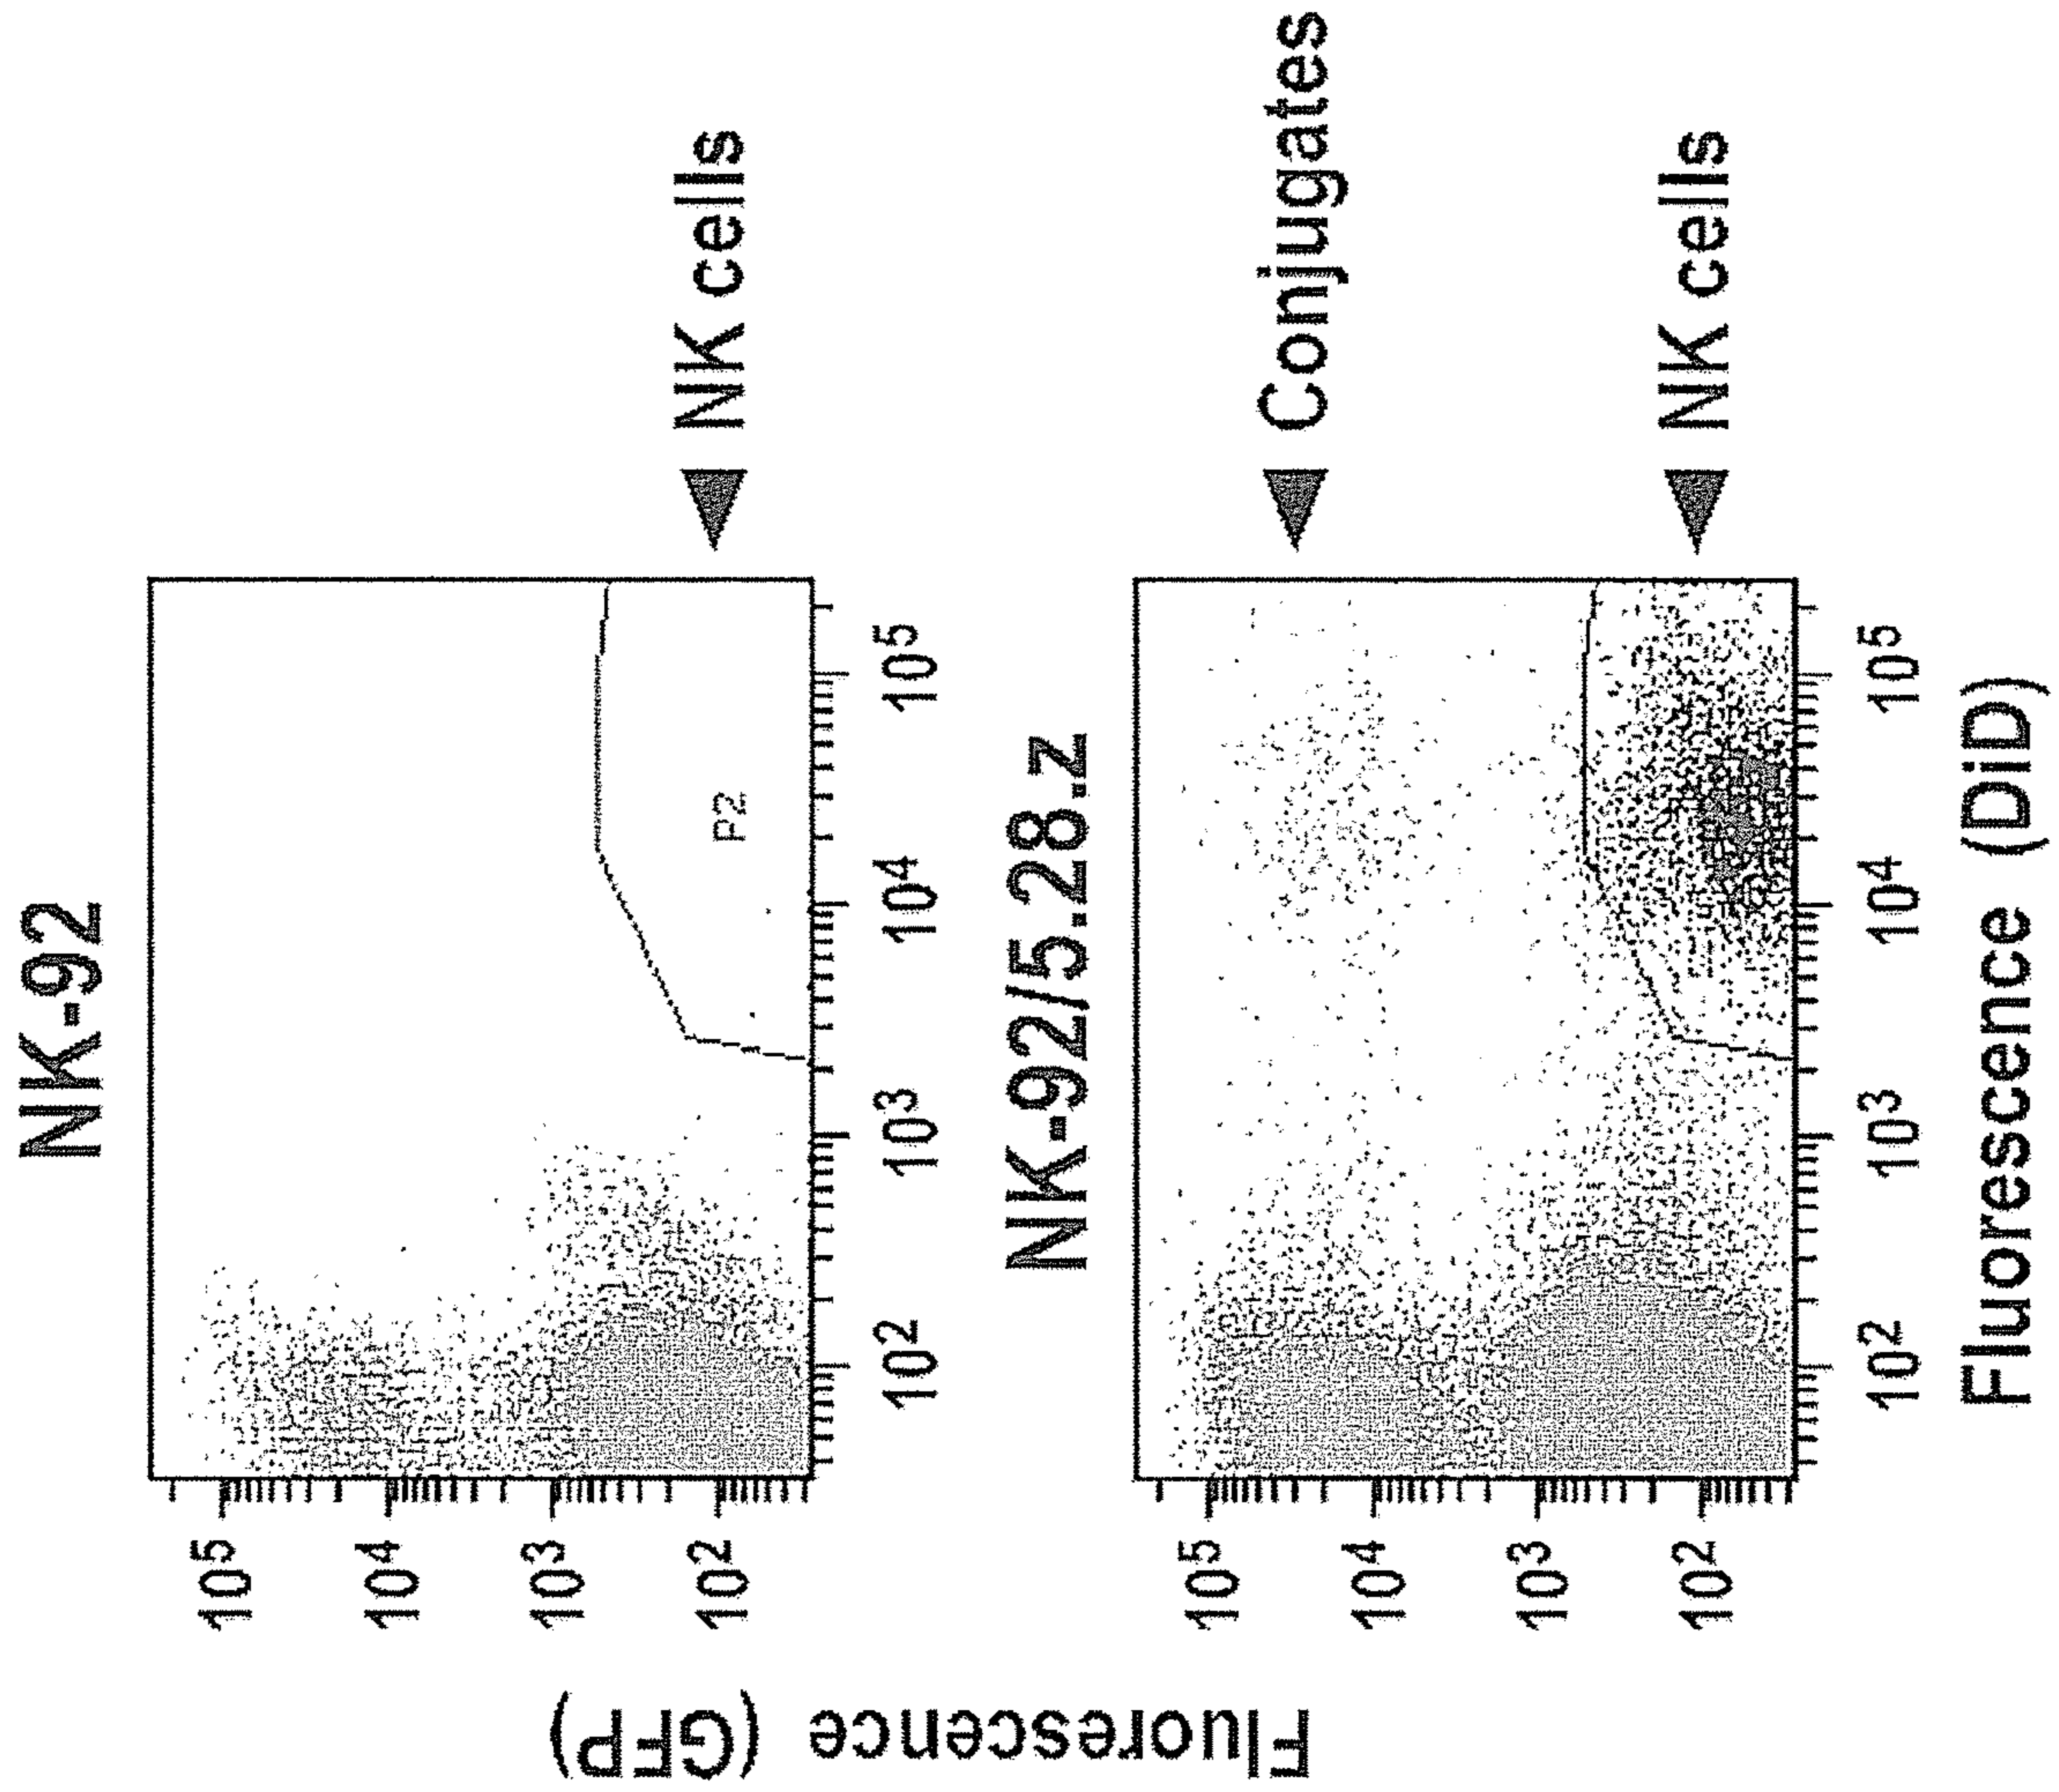 NK-92
10⁵
10⁴
10³
10²
P2
10²
10³
10⁴
10⁵
NK cells
NK-92/5.28.z
10⁵
10⁴
10³
10²
10²
10³
10⁴
10⁵
Conjugates
NK cells
Fluorescence (GFP)
Fluorescence (DiD)